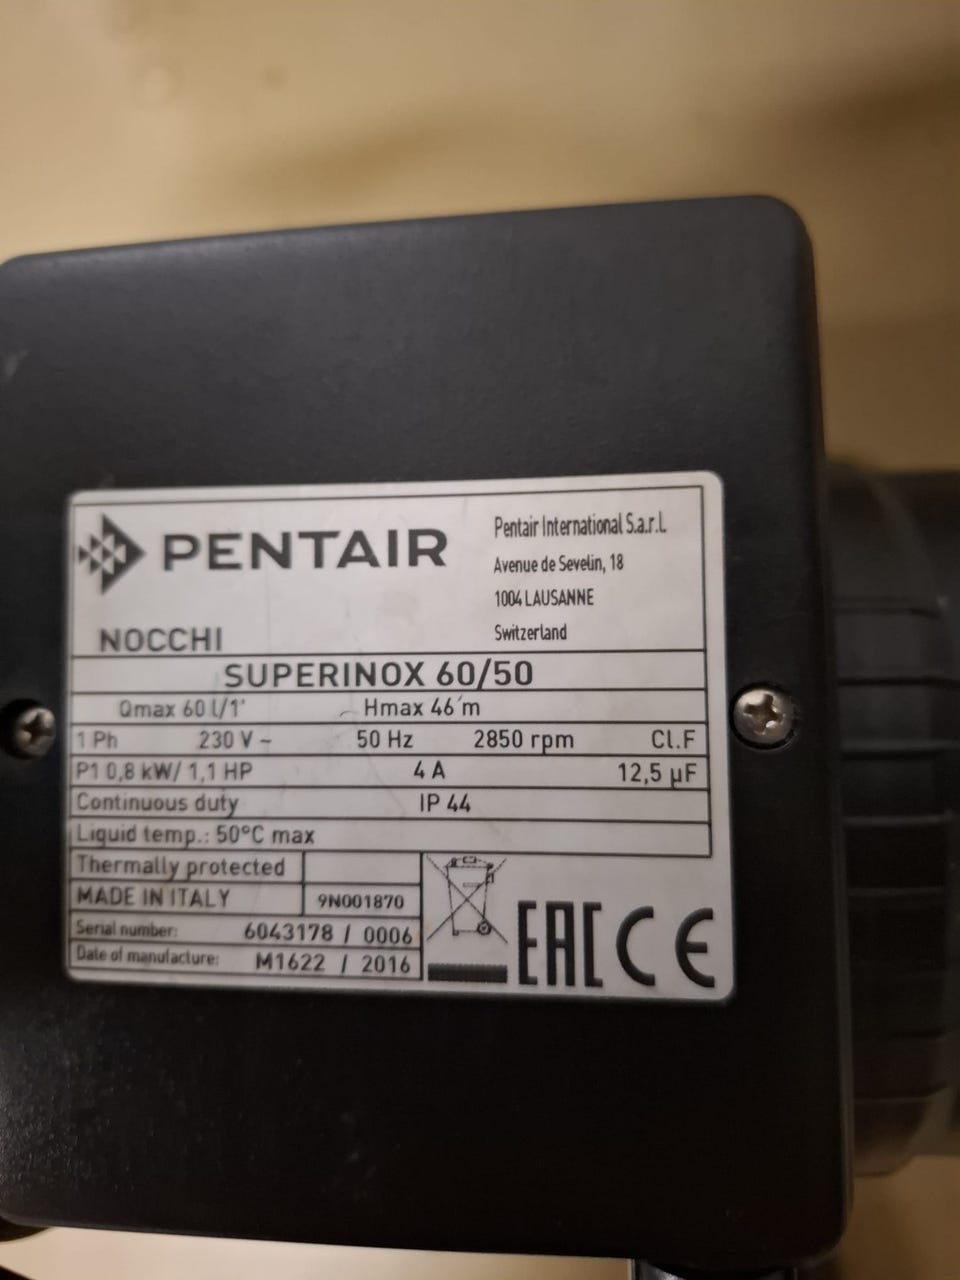 PENTAIR
NOCCHI
Pentair International S.a.r.l.
Avenue de Sevelin, 18
1004 LAUSANNE
Switzerland
SUPERINOX 60/50
Qmax 60 l/1' Hmax 46 m
1 Ph 230 V ~ 50 Hz 2850 rpm Cl.F
P1 0,8 kW/ 1,1 HP 4 A 12,5 µF
Continuous duty IP 44
Liquid temp.: 50°C max
Thermally protected
MADE IN ITALY 9N001870
Serial number: 6043178 / 0006
Date of manufacture: M1622 / 2016
EAC CE